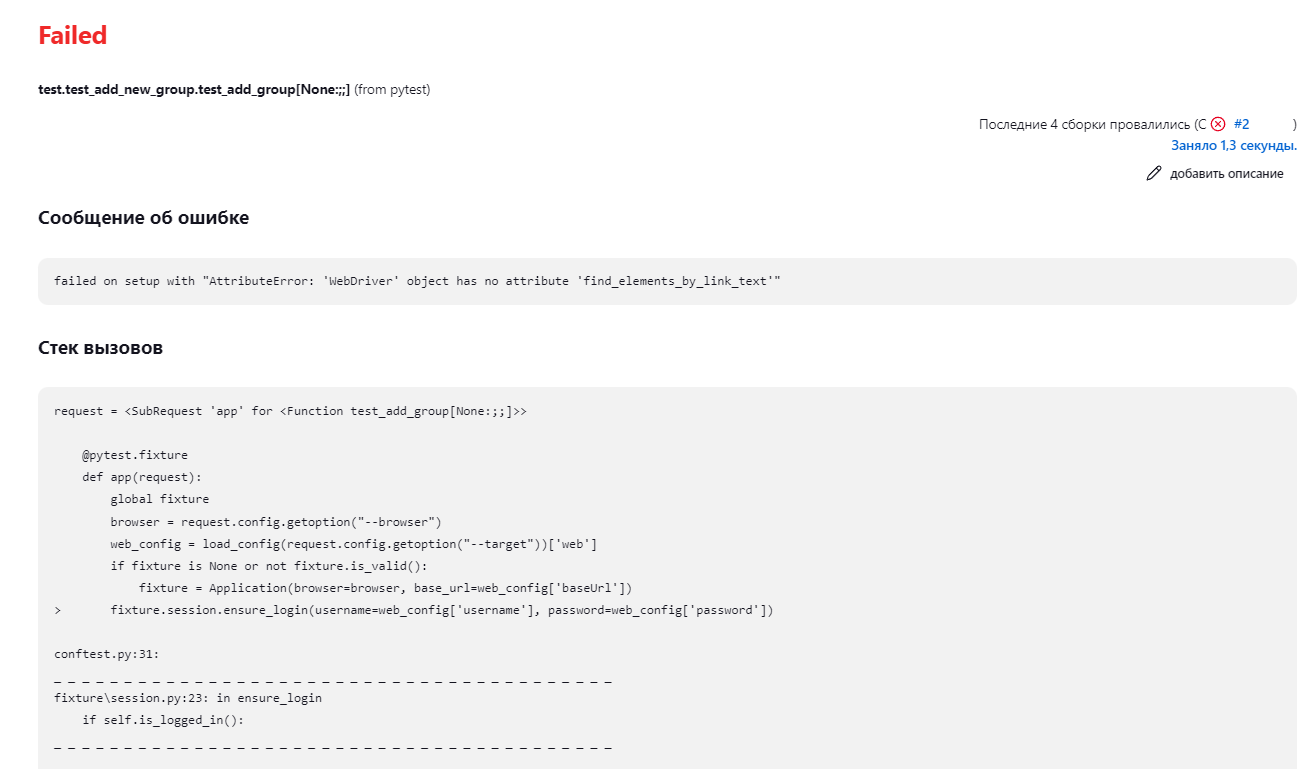 Failed
test.test_add_new_group.test_add_group[None:;;] (from pytest)
Последние 4 сборки провалились (С #2 )
Заняло 1,3 секунды.
добавить описание
Сообщение об ошибке
failed on setup with "AttributeError: 'WebDriver' object has no attribute 'find_elements_by_link_text'"
Стек вызовов
request = <SubRequest 'app' for <Function test_add_group[None:;;]>>
@pytest.fixture
def app(request):
global fixture
browser = request.config.getoption("--browser")
web_config = load_config(request.config.getoption("--target"))['web']
if fixture is None or not fixture.is_valid():
fixture = Application(browser=browser, base_url=web_config['baseUrl'])
> fixture.session.ensure_login(username=web_config['username'], password=web_config['password'])
conftest.py:31:
_ _ _ _ _ _ _ _ _ _ _ _ _ _ _ _ _ _ _ _ _ _ _ _ _ _ _ _ _ _ _ _ _ _ _ _ _ _ _ _
fixture\session.py:23: in ensure_login
if self.is_logged_in():
_ _ _ _ _ _ _ _ _ _ _ _ _ _ _ _ _ _ _ _ _ _ _ _ _ _ _ _ _ _ _ _ _ _ _ _ _ _ _ _